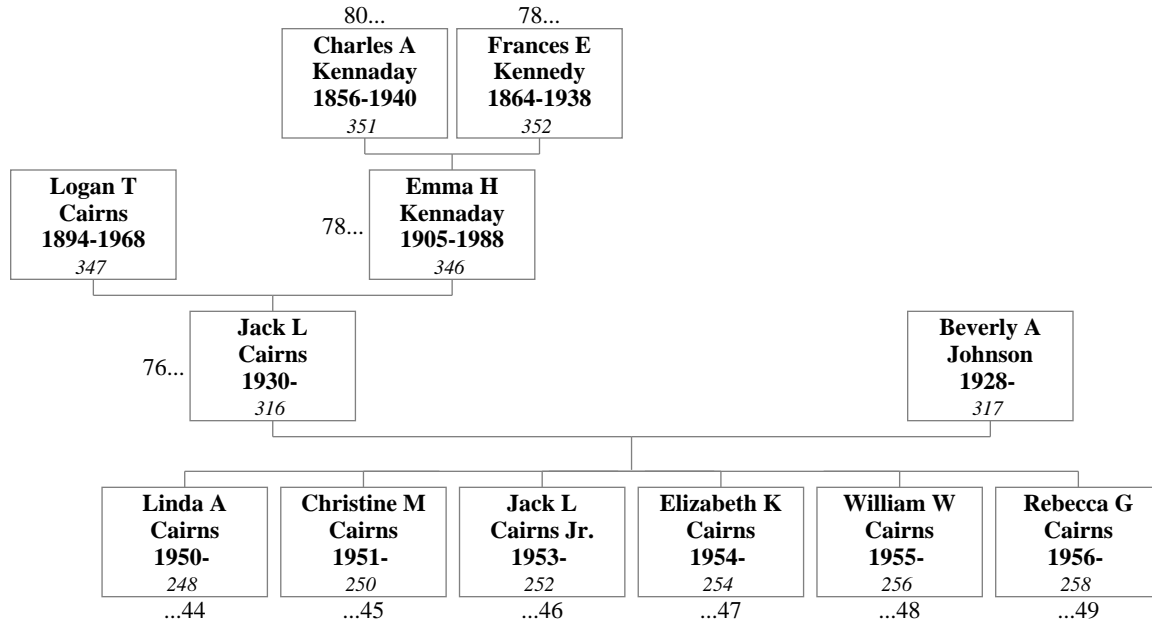 80...
78...
Charles A
Kennaday
1856-1940
351
Frances E
Kennedy
1864-1938
352
Logan T
Cairns
1894-1968
347
78...
Emma H
Kennaday
1905-1988
346
76...
Jack L
Cairns
1930-
316
Beverly A
Johnson
1928-
317
Linda A
Cairns
1950-
248
...44
Christine M
Cairns
1951-
250
...45
Jack L
Cairns Jr.
1953-
252
...46
Elizabeth K
Cairns
1954-
254
...47
William W
Cairns
1955-
256
...48
Rebecca G
Cairns
1956-
258
...49